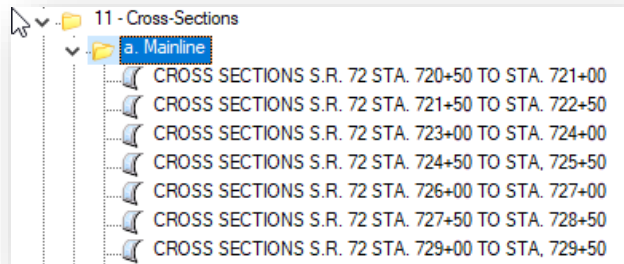 11 - Cross-Sections
a. Mainline
CROSS SECTIONS S.R. 72 STA. 720+50 TO STA. 721+00
CROSS SECTIONS S.R. 72 STA. 721+50 TO STA. 722+50
CROSS SECTIONS S.R. 72 STA. 723+00 TO STA. 724+00
CROSS SECTIONS S.R. 72 STA. 724+50 TO STA, 725+50
CROSS SECTIONS S.R. 72 STA. 726+00 TO STA. 727+00
CROSS SECTIONS S.R. 72 STA. 727+50 TO STA. 728+50
CROSS SECTIONS S.R. 72 STA. 729+00 TO STA, 729+50